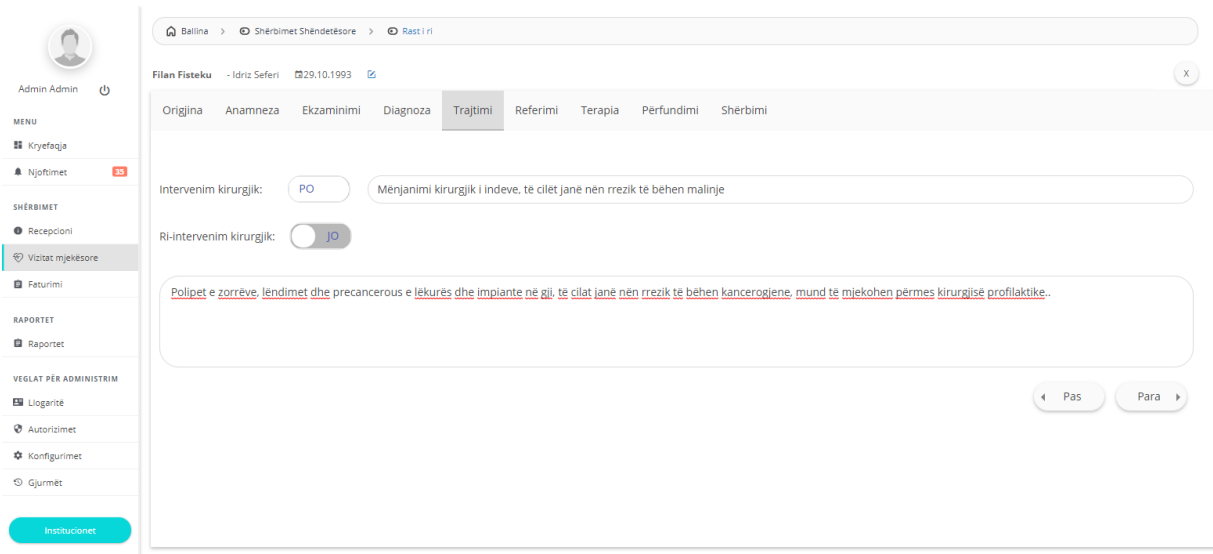 Ballina > Shërbimet Shëndetësore > Rast i ri
Filan Fisteku - Idriz Seferi 29.10.1993
X
Admin Admin
MENU
Kryefaqja
Njoftimet 35
SHËRBIMET
Recepcioni
Vizitat mjekësore
Faturimi
RAPORTET
Raportet
VEGLAT PËR ADMINISTRIM
Llogaritë
Autorizimet
Konfigurimet
Gjurmët
Institucionet
Origjina Anamneza Ekzaminimi Diagnoza Trajtimi Referimi Terapia Përfundimi Shërbimi
Intervenim kirurgjik: PO Mënjanimi kirurgjik i indeve, të cilët janë nën rrezik të bëhen malinje
Ri-intervenim kirurgjik: JO
Polipet e zorrëve, lëndimet dhe precancerous e lëkurës dhe impiante në gji, të cilat janë nën rrezik të bëhen kancerogjene, mund të mjekohen përmes kirurgjisë profilaktike..
Pas Para